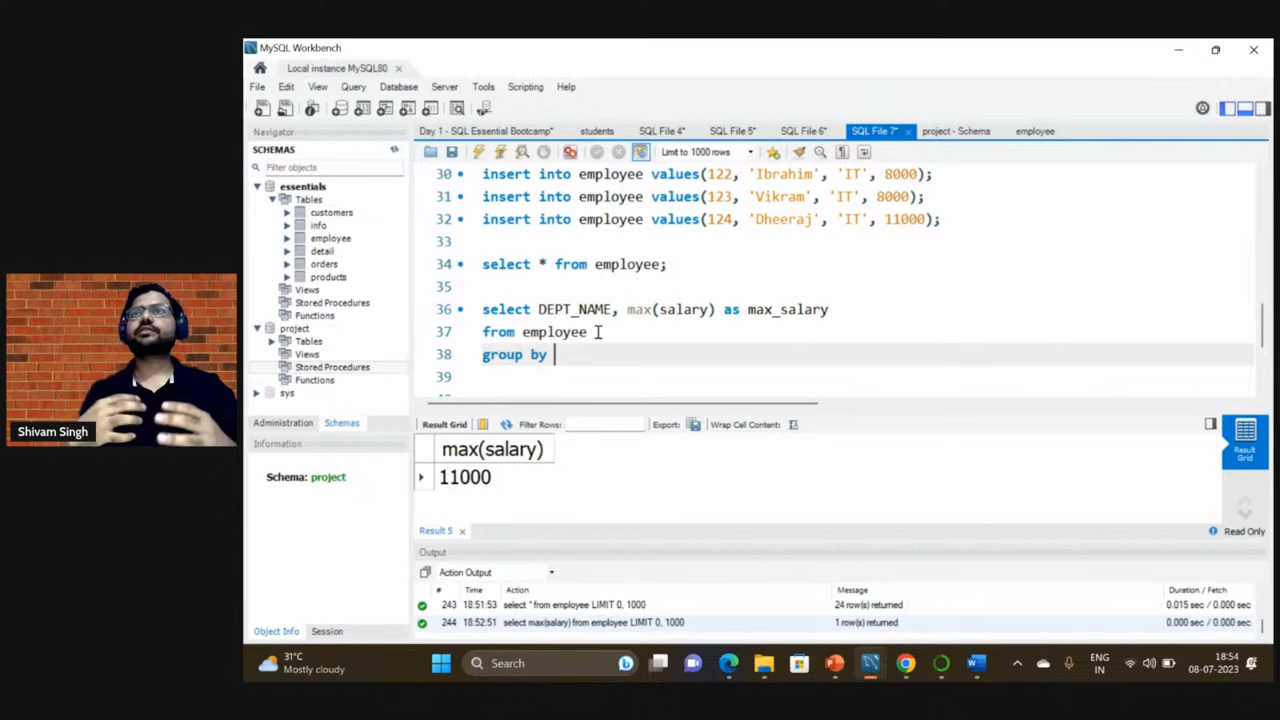 MySQL Workbench
Local instance MySQL80
File Edit View Query Database Server Tools Scripting Help
Navigator
SCHEMAS
Filter objects
essentials
Tables
customers
info
employee
detail
orders
products
Views
Stored Procedures
Functions
project
Tables
Views
Stored Procedures
Functions
sys
Administration Schemas
Information
Schema: project
Object Info Session
Day 1 - SQL Essential Bootcamp* students SQL File 4* SQL File 5* SQL File 6* SQL File 7* project - Schema employee
Limit to 1000 rows
30 insert into employee values(122, 'Ibrahim', 'IT', 8000);
31 insert into employee values(123, 'Vikram', 'IT', 8000);
32 insert into employee values(124, 'Dheeraj', 'IT', 11000);
33
34 select * from employee;
35
36 select DEPT_NAME, max(salary) as max_salary
37 from employee
38 group by
39
Result Grid Filter Rows: Export: Wrap Cell Content:
max(salary)
11000
Result Grid
Result 5 Read Only
Output
Action Output
# Time Action Message Duration / Fetch
243 18:51:53 select * from employee LIMIT 0, 1000 24 row(s) returned 0.015 sec / 0.000 sec
244 18:52:51 select max(salary) from employee LIMIT 0, 1000 1 row(s) returned 0.000 sec / 0.000 sec
Shivam Singh
31°C
Mostly cloudy
Search
ENG
IN
18:54
08-07-2023